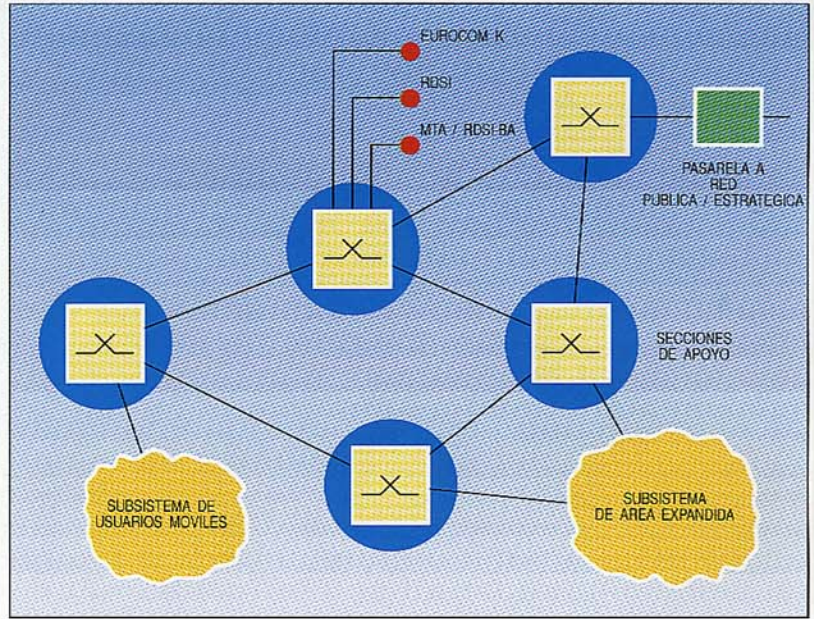 EUROCOM K
RDSI
MTA / RDSI-BA
PASARELA A
RED
PUBLICA / ESTRATEGICA
SECCIONES
DE APOYO
SUBSISTEMA DE
USUARIOS MOVILES
SUBSISTEMA
DE AREA EXPANDIDA